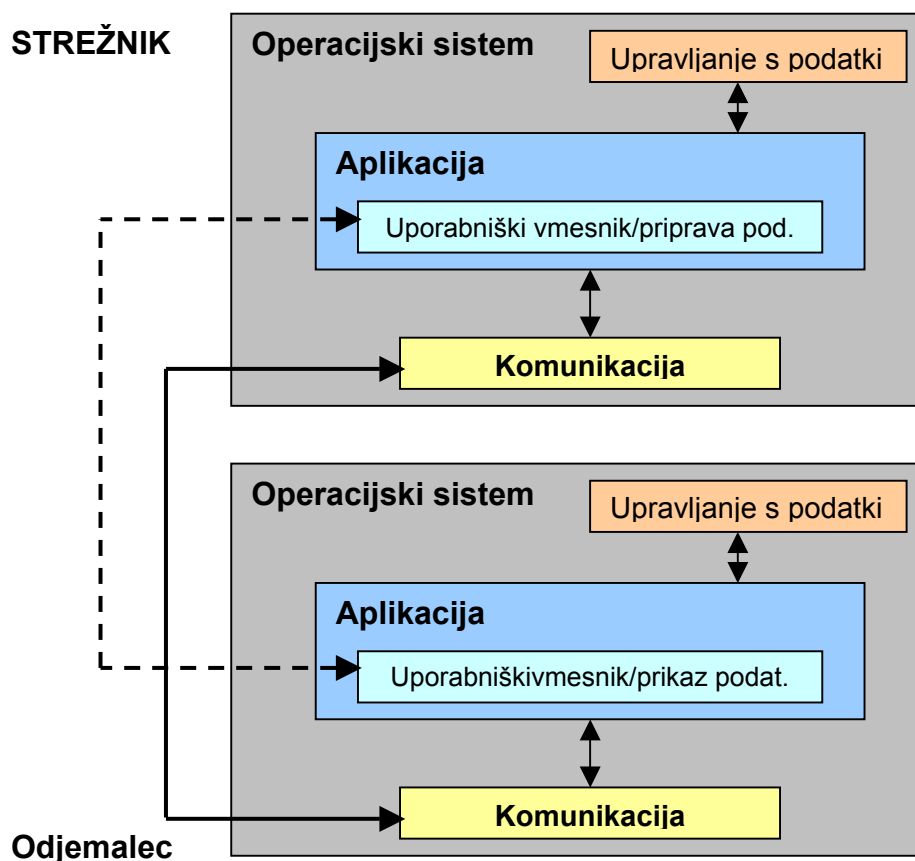 STREŽNIK
Operacijski sistem
Upravljanje s podatki
Aplikacija
Uporabniški vmesnik/priprava pod.
Komunikacija
Operacijski sistem
Upravljanje s podatki
Aplikacija
Uporabniškivmesnik/prikaz podat.
Komunikacija
Odjemalec